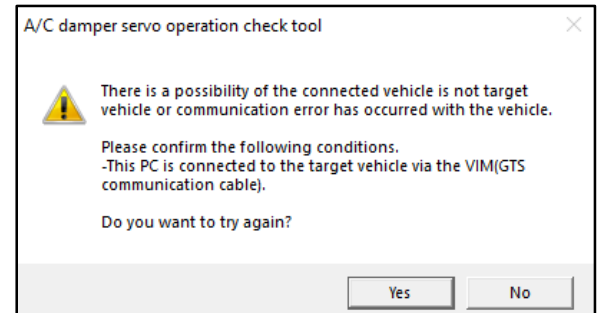 A/C damper servo operation check tool
There is a possibility of the connected vehicle is not target
vehicle or communication error has occurred with the vehicle.
Please confirm the following conditions.
-This PC is connected to the target vehicle via the VIM(GTS
communication cable).
Do you want to try again?
Yes
No